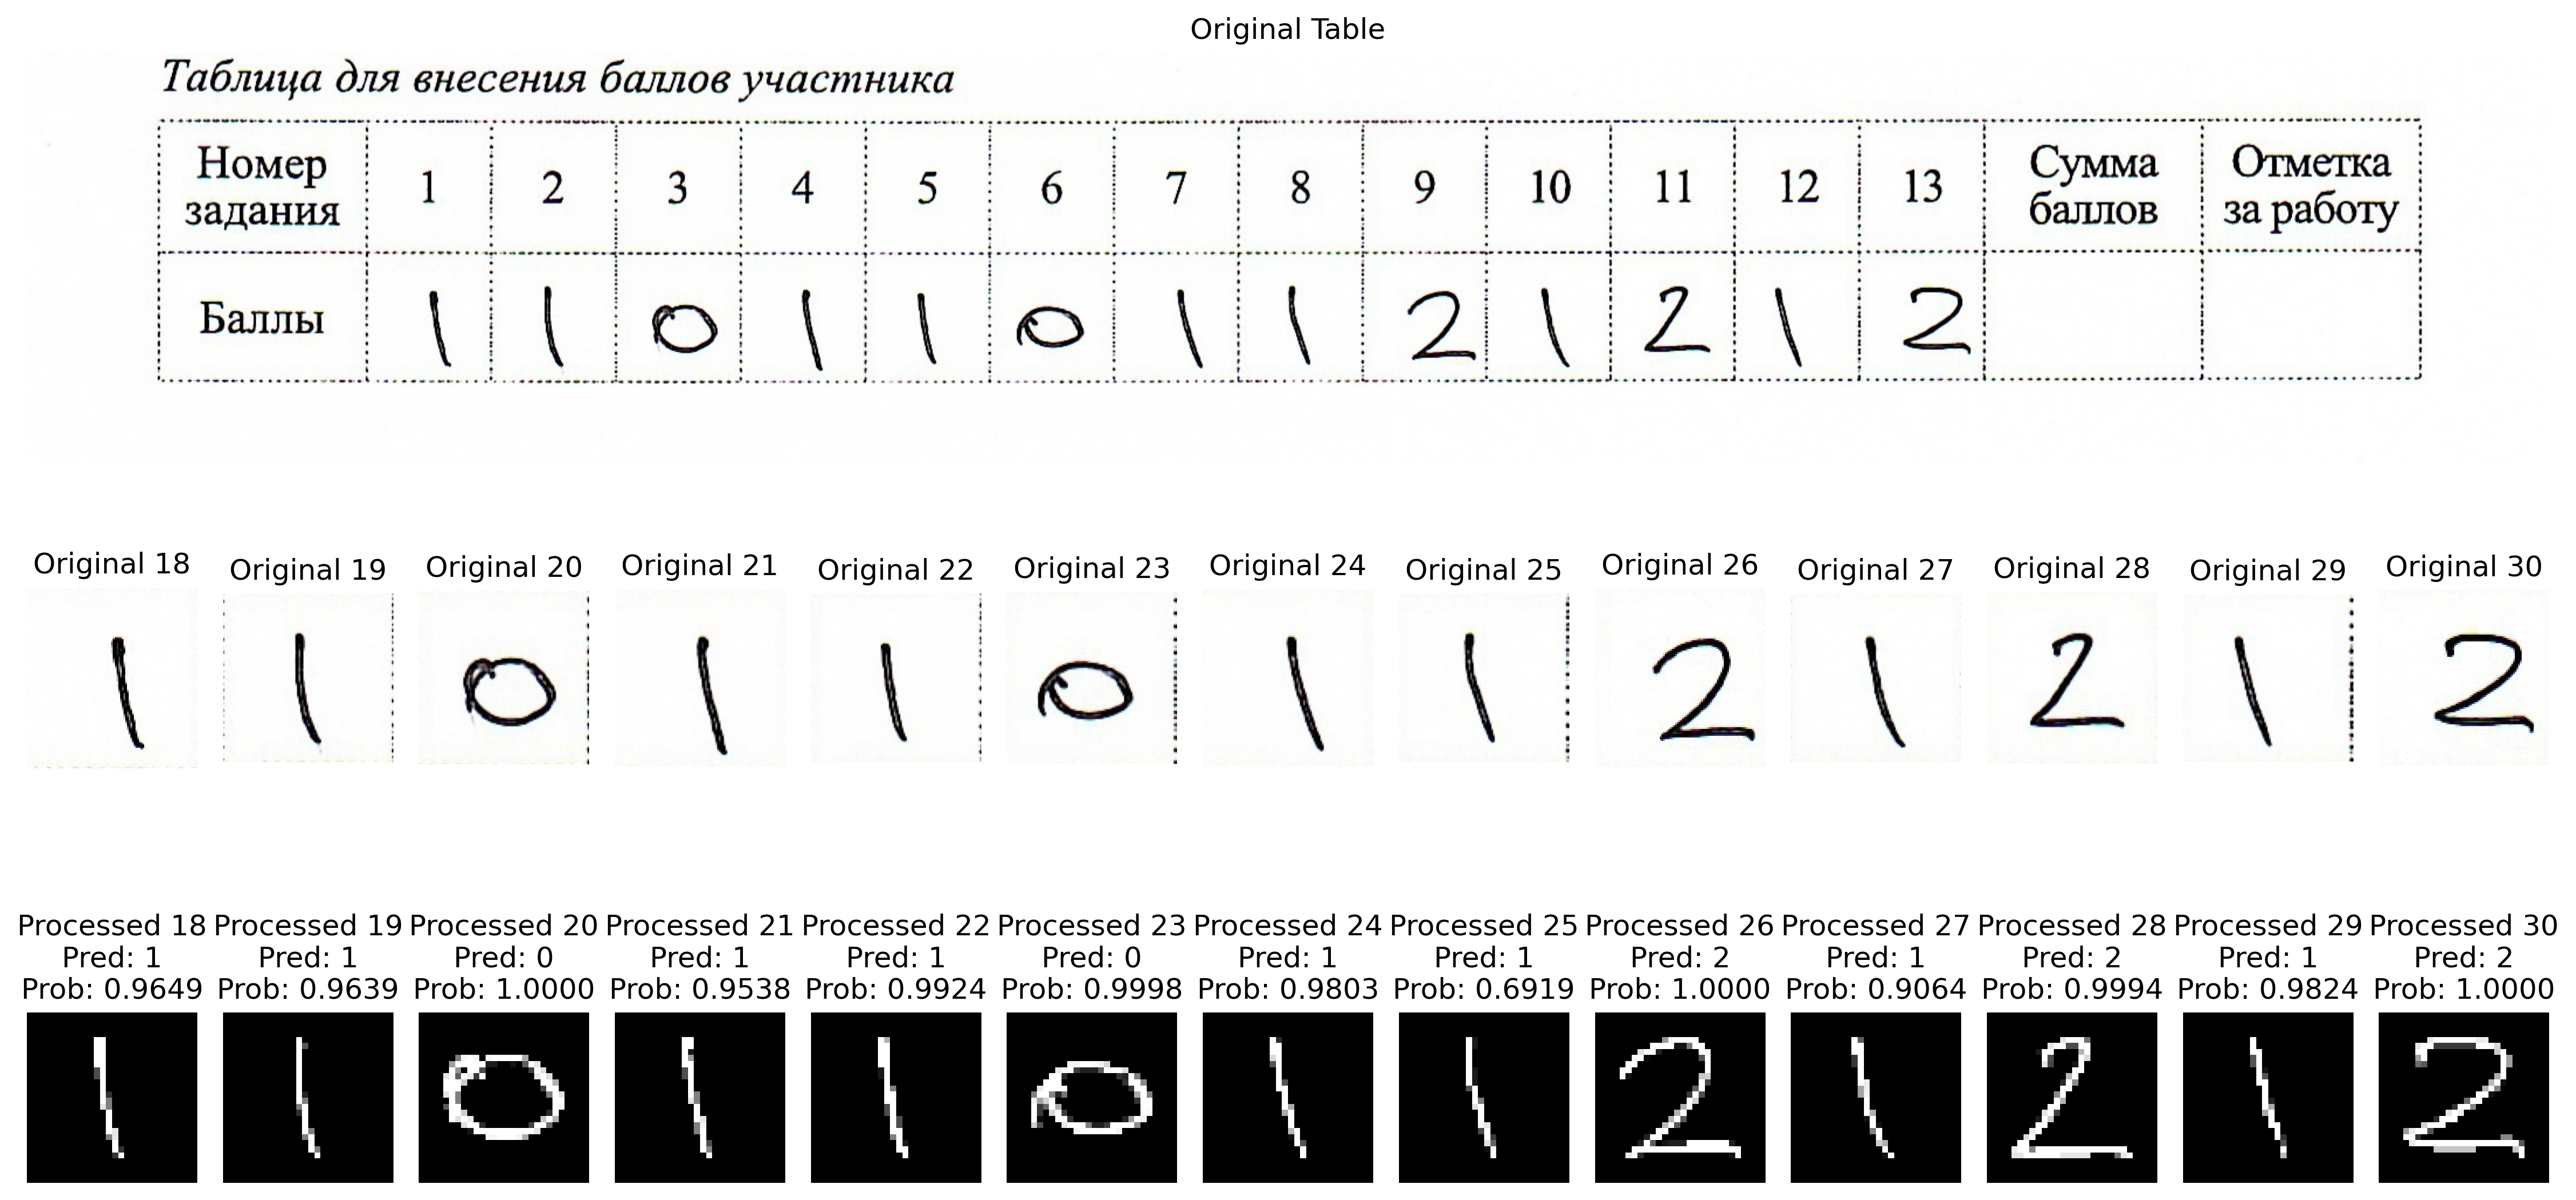 Original Table
Таблица для внесения баллов участника
Номер задания 1 2 3 4 5 6 7 8 9 10 11 12 13 Сумма баллов Отметка за работу
Баллы 1 1 0 1 1 0 1 1 2 1 2 1 2
Original 18 Original 19 Original 20 Original 21 Original 22 Original 23 Original 24 Original 25 Original 26 Original 27 Original 28 Original 29 Original 30
1 1 0 1 1 0 1 1 2 1 2 1 2
Processed 18 Processed 19 Processed 20 Processed 21 Processed 22 Processed 23 Processed 24 Processed 25 Processed 26 Processed 27 Processed 28 Processed 29 Processed 30
Pred: 1 Pred: 1 Pred: 0 Pred: 1 Pred: 1 Pred: 0 Pred: 1 Pred: 1 Pred: 2 Pred: 1 Pred: 2 Pred: 1 Pred: 2
Prob: 0.9649 Prob: 0.9639 Prob: 1.0000 Prob: 0.9538 Prob: 0.9924 Prob: 0.9998 Prob: 0.9803 Prob: 0.6919 Prob: 1.0000 Prob: 0.9064 Prob: 0.9994 Prob: 0.9824 Prob: 1.0000
1 1 0 1 1 0 1 1 2 1 2 1 2